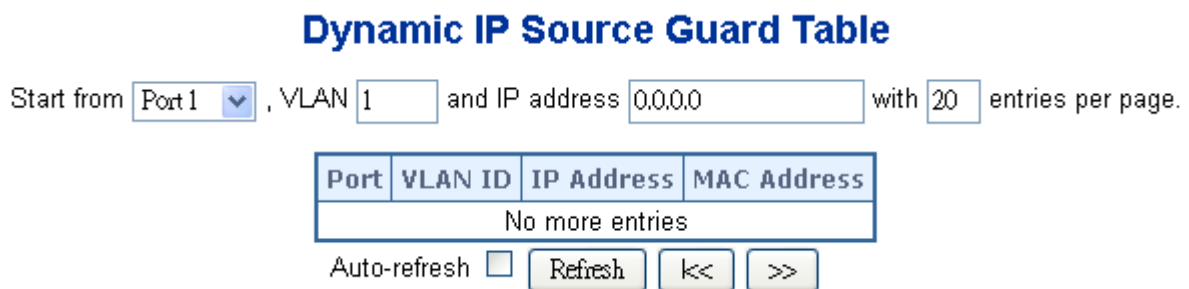 Dynamic IP Source Guard Table
Start from Port 1 , VLAN 1 and IP address 0.0.0.0 with 20 entries per page.
Port VLAN ID IP Address MAC Address
No more entries
Auto-refresh Refresh |<< >>